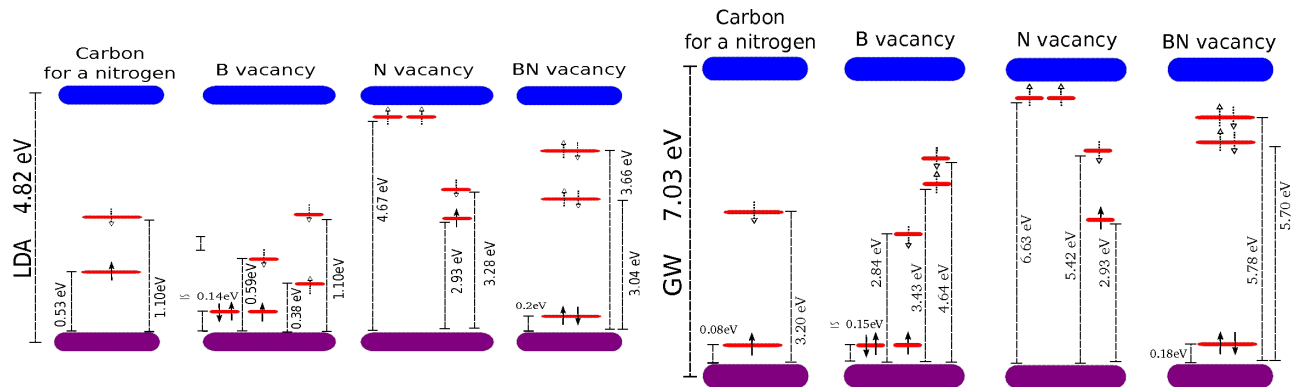 Carbon
for a nitrogen
B vacancy
N vacancy
BN vacancy
LDA 4.82 eV
0.53 eV
1.10eV
≃ 0.14eV
0.59eV
0.38 eV
1.10eV
4.67 eV
2.93 eV
3.28 eV
0.2eV
3.66 eV
3.04 eV
Carbon
for a nitrogen
B vacancy
N vacancy
BN vacancy
GW 7.03 eV
0.08eV
3.20 eV
≃ 0.15eV
2.84 eV
3.43 eV
4.64 eV
6.63 eV
5.42 eV
2.93 eV
0.18eV
5.78 eV
5.70 eV